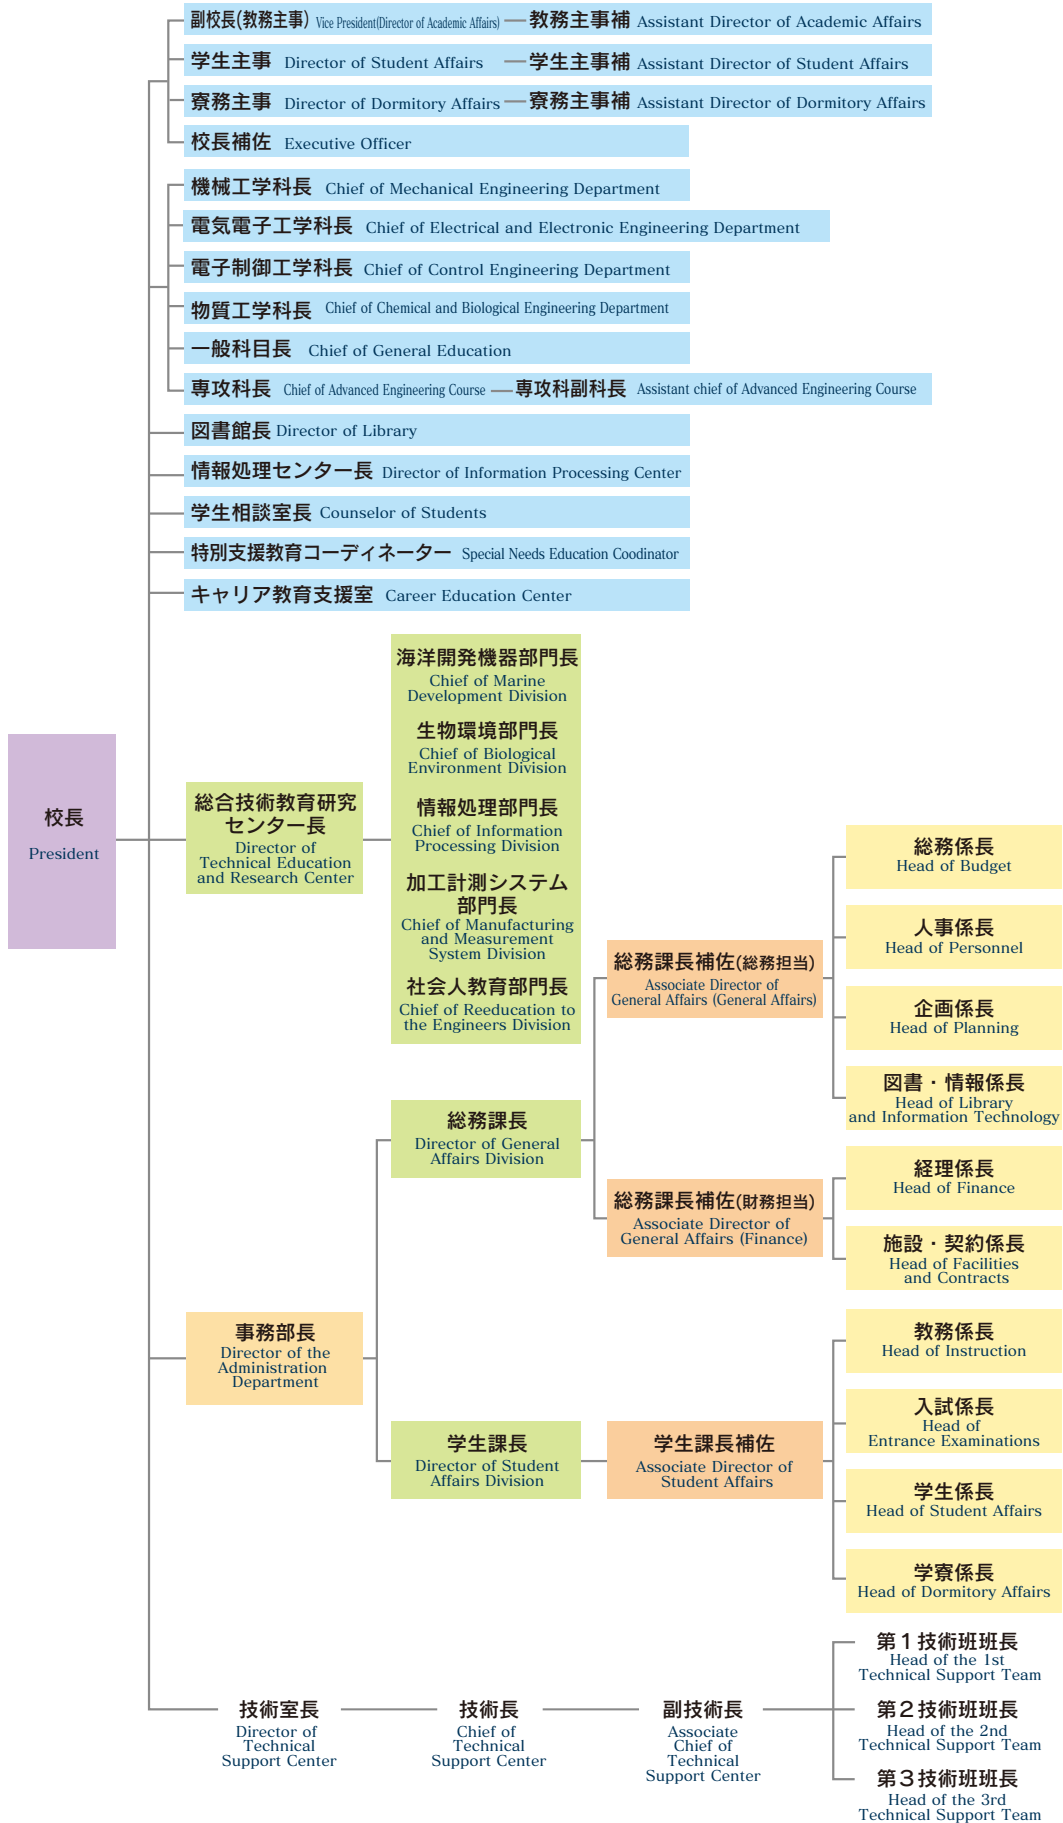 副校長(教務主事) Vice President(Director of Academic Affairs) 教務主事補 Assistant Director of Academic Affairs
学生主事 Director of Student Affairs 学生主事補 Assistant Director of Student Affairs
寮務主事 Director of Dormitory Affairs 寮務主事補 Assistant Director of Dormitory Affairs
校長補佐 Executive Officer
機械工学科長 Chief of Mechanical Engineering Department
電気電子工学科長 Chief of Electrical and Electronic Engineering Department
電子制御工学科長 Chief of Control Engineering Department
物質工学科長 Chief of Chemical and Biological Engineering Department
一般科目長 Chief of General Education
専攻科長 Chief of Advanced Engineering Course 専攻科副科長 Assistant chief of Advanced Engineering Course
図書館長 Director of Library
情報処理センター長 Director of Information Processing Center
学生相談室長 Counselor of Students
特別支援教育コーディネーター Special Needs Education Coodinator
キャリア教育支援室 Career Education Center
校長
President
総合技術教育研究
センター長
Director of
Technical Education
and Research Center
海洋開発機器部門長
Chief of Marine
Development Division
生物環境部門長
Chief of Biological
Environment Division
情報処理部門長
Chief of Information
Processing Division
加工計測システム
部門長
Chief of Manufacturing
and Measurement
System Division
社会人教育部門長
Chief of Reeducation to
the Engineers Division
事務部長
Director of the
Administration
Department
総務課長
Director of General
Affairs Division
総務課長補佐(総務担当)
Associate Director of
General Affairs (General Affairs)
総務係長
Head of Budget
人事係長
Head of Personnel
企画係長
Head of Planning
図書・情報係長
Head of Library
and Information Technology
総務課長補佐(財務担当)
Associate Director of
General Affairs (Finance)
経理係長
Head of Finance
施設・契約係長
Head of Facilities
and Contracts
学生課長
Director of Student
Affairs Division
学生課長補佐
Associate Director of
Student Affairs
教務係長
Head of Instruction
入試係長
Head of
Entrance Examinations
学生係長
Head of Student Affairs
学寮係長
Head of Dormitory Affairs
技術室長
Director of
Technical
Support Center
技術長
Chief of
Technical
Support Center
副技術長
Associate
Chief of
Technical
Support Center
第1技術班班長
Head of the 1st
Technical Support Team
第2技術班班長
Head of the 2nd
Technical Support Team
第3技術班班長
Head of the 3rd
Technical Support Team